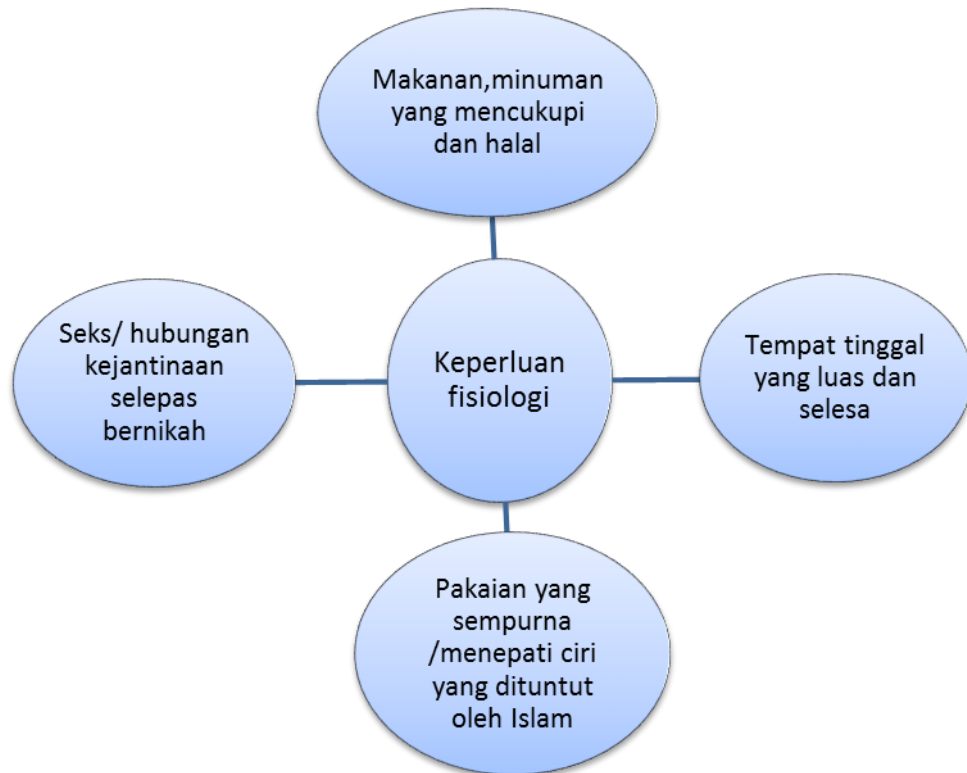 Makanan,minuman
yang mencukupi
dan halal
Seks/ hubungan
kejantinaan
selepas
bernikah
Keperluan
fisiologi
Tempat tinggal
yang luas dan
selesa
Pakaian yang
sempurna
/menepati ciri
yang dituntut
oleh Islam